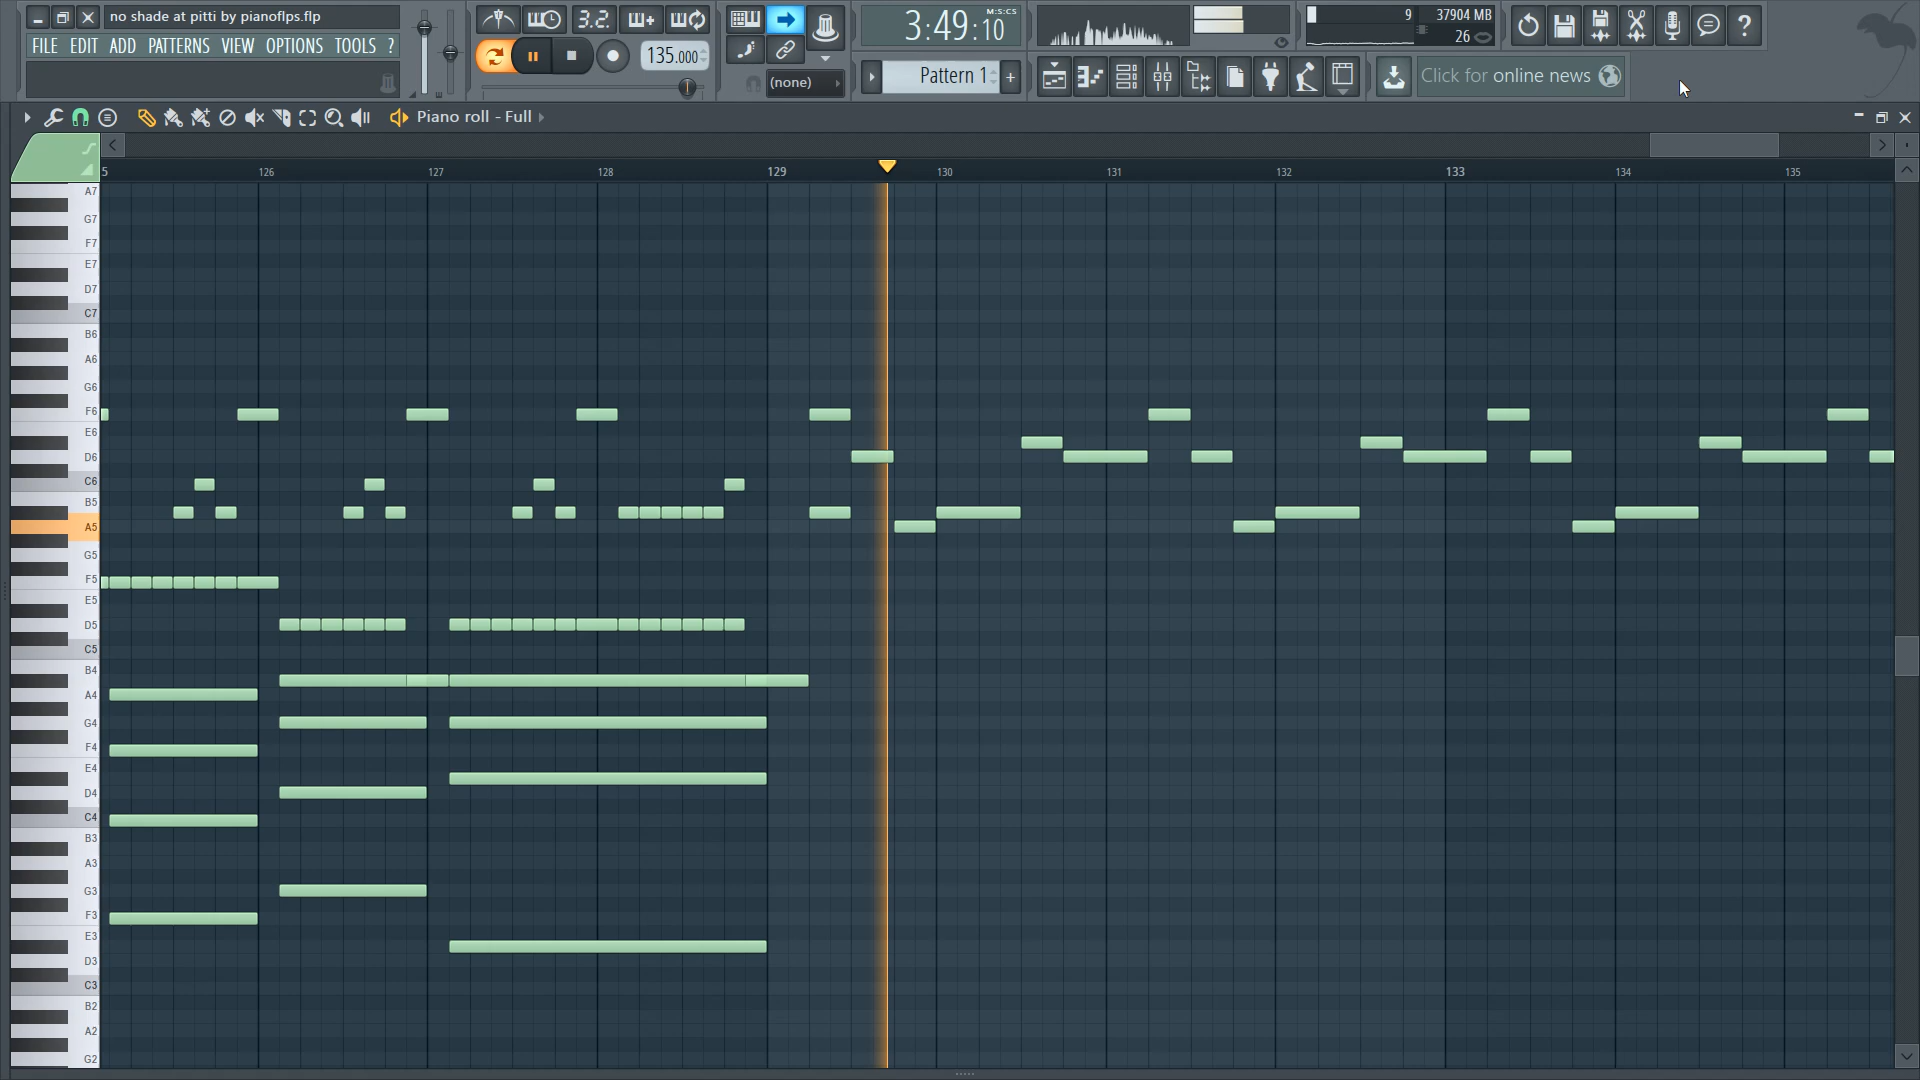 no shade at pitti by pianoflps.flp
FILE EDIT ADD PATTERNS VIEW OPTIONS TOOLS ?
3.2.
135.000
(none)
3:49:10
M:S:CS
Pattern 1
9
37904 MB
26
Click for online news
Piano roll - Full
5 126 127 128 129 130 131 132 133 134 135
A7
G7
F7
E7
D7
C7
B6
A6
G6
F6
E6
D6
C6
B5
A5
G5
F5
E5
D5
C5
B4
A4
G4
F4
E4
D4
C4
B3
A3
G3
F3
E3
D3
C3
B2
A2
G2